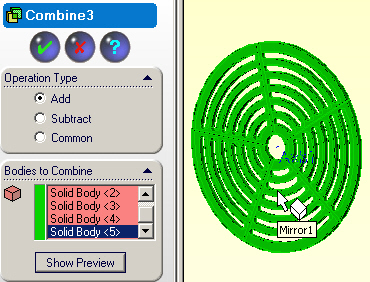 Combine3
?
Operation Type
Add
Subtract
Common
Bodies to Combine
Solid Body <2>
Solid Body <3>
Solid Body <4>
Solid Body <5>
Show Preview
Mirror1